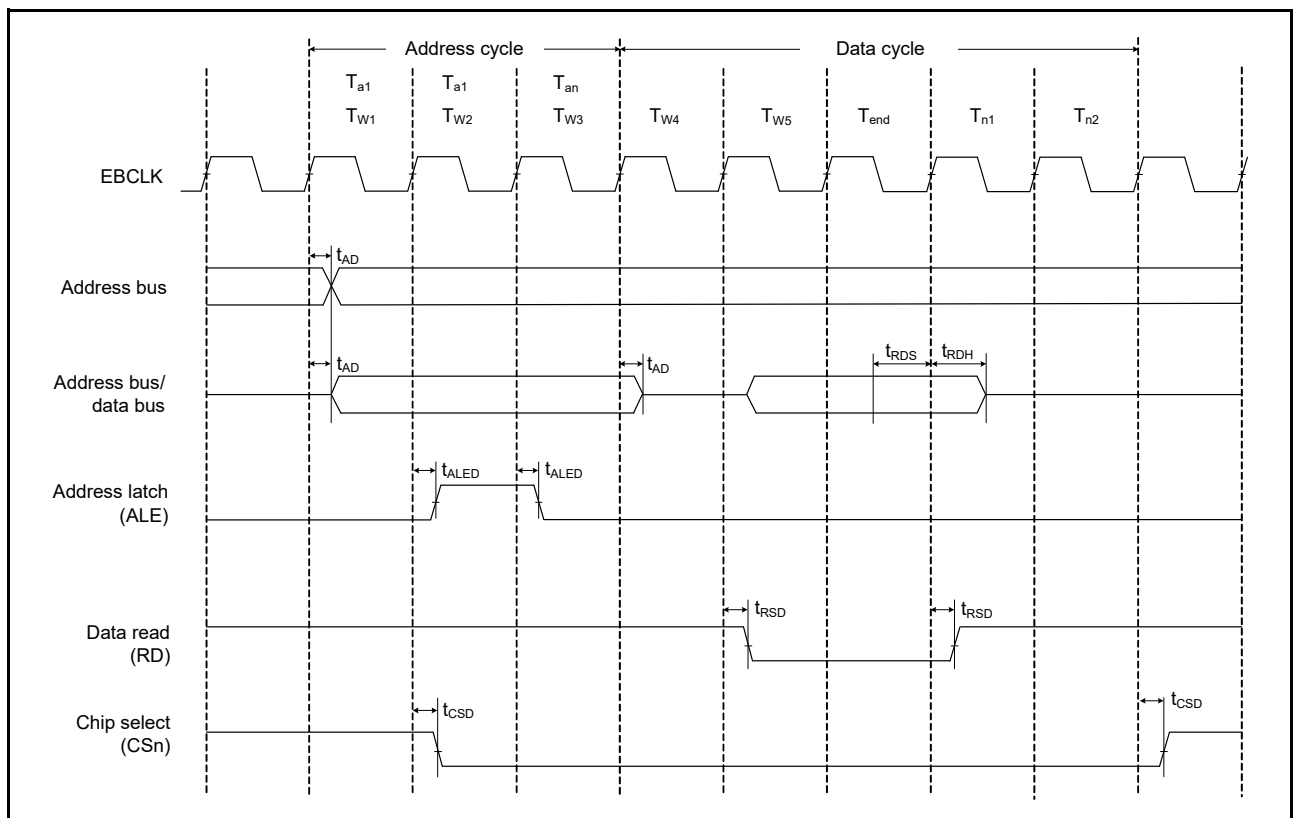 Address cycle Data cycle
Ta1 Ta1 Tan
TW1 TW2 TW3 TW4 TW5 Tend Tn1 Tn2
EBCLK
tAD
Address bus
tAD tAD tRDS tRDH
Address bus/
data bus
tALED tALED
Address latch
(ALE)
tRSD tRSD
Data read
(RD)
tCSD tCSD
Chip select
(CSn)